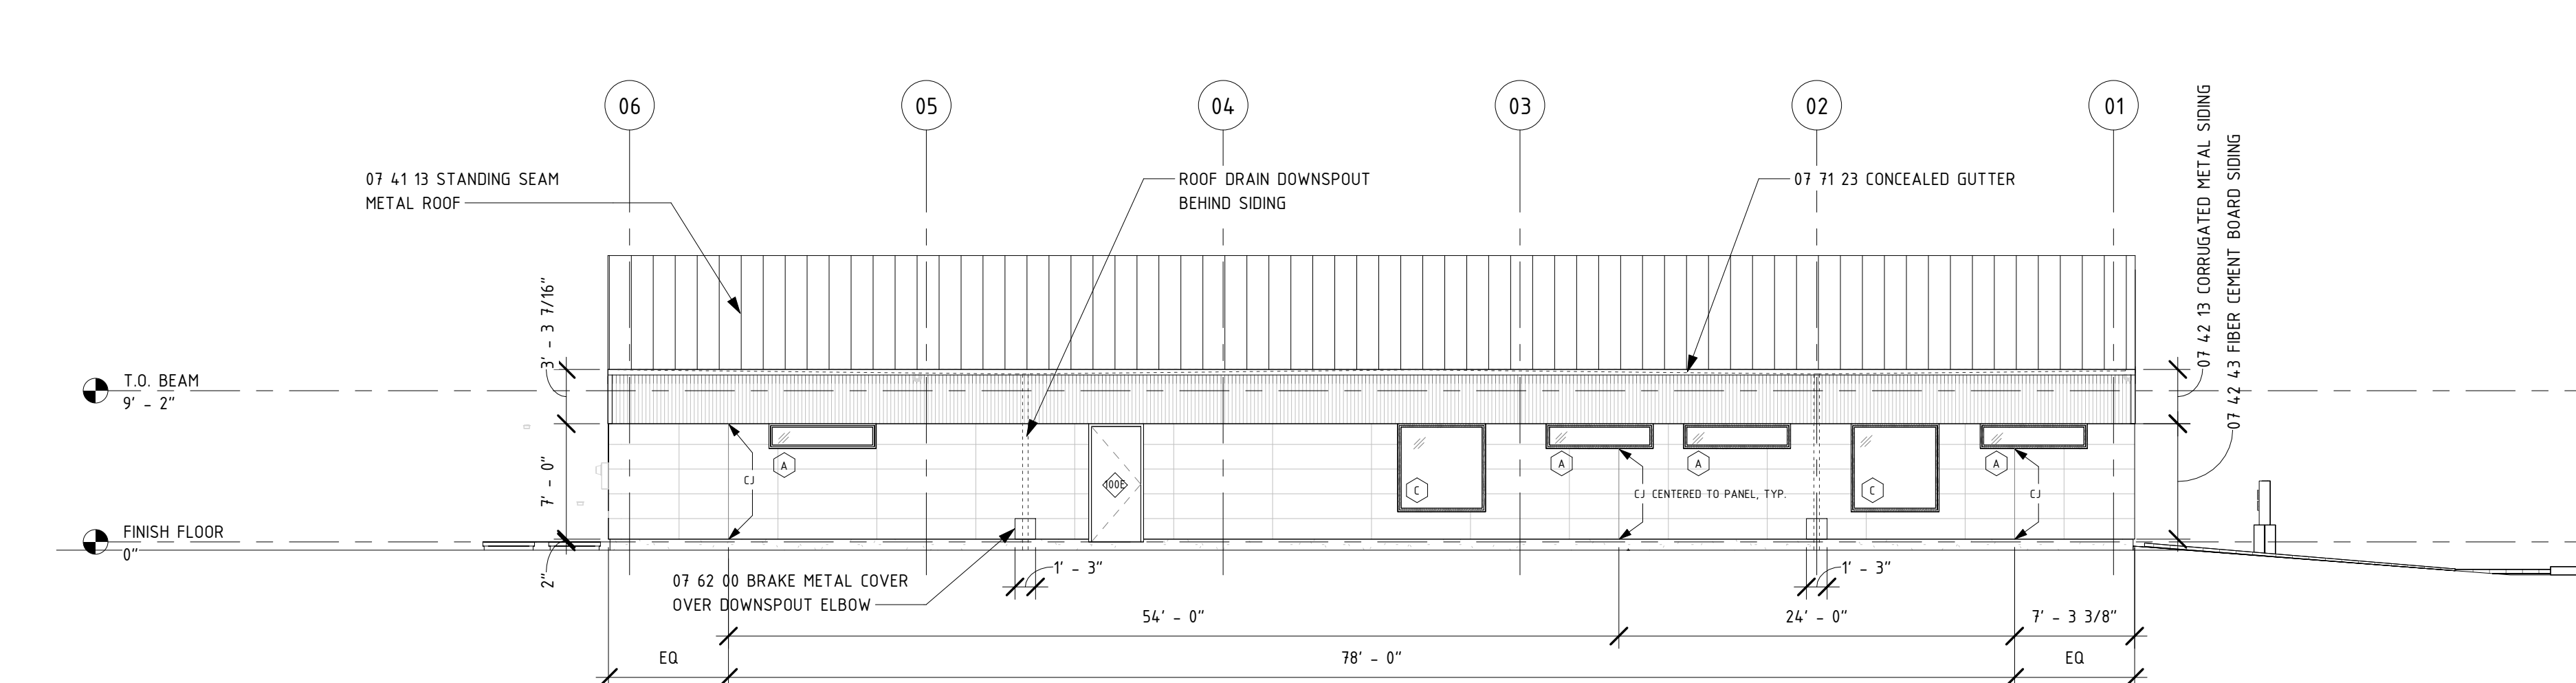 06
05
04
03
02
01
07 41 13 STANDING SEAM
METAL ROOF
ROOF DRAIN DOWNSPOUT
BEHIND SIDING
07 71 23 CONCEALED GUTTER
07 42 13 CORRUGATED METAL SIDING
07 42 43 FIBER CEMENT BOARD SIDING
3' - 3 7/16"
T.O. BEAM
9' - 2"
7' - 0"
A
CJ
100E
C
A
CJ CENTERED TO PANEL, TYP.
A
C
A
CJ
FINISH FLOOR
0"
2"
07 62 00 BRAKE METAL COVER
OVER DOWNSPOUT ELBOW
1' - 3"
1' - 3"
54' - 0"
24' - 0"
7' - 3 3/8"
EQ
78' - 0"
EQ